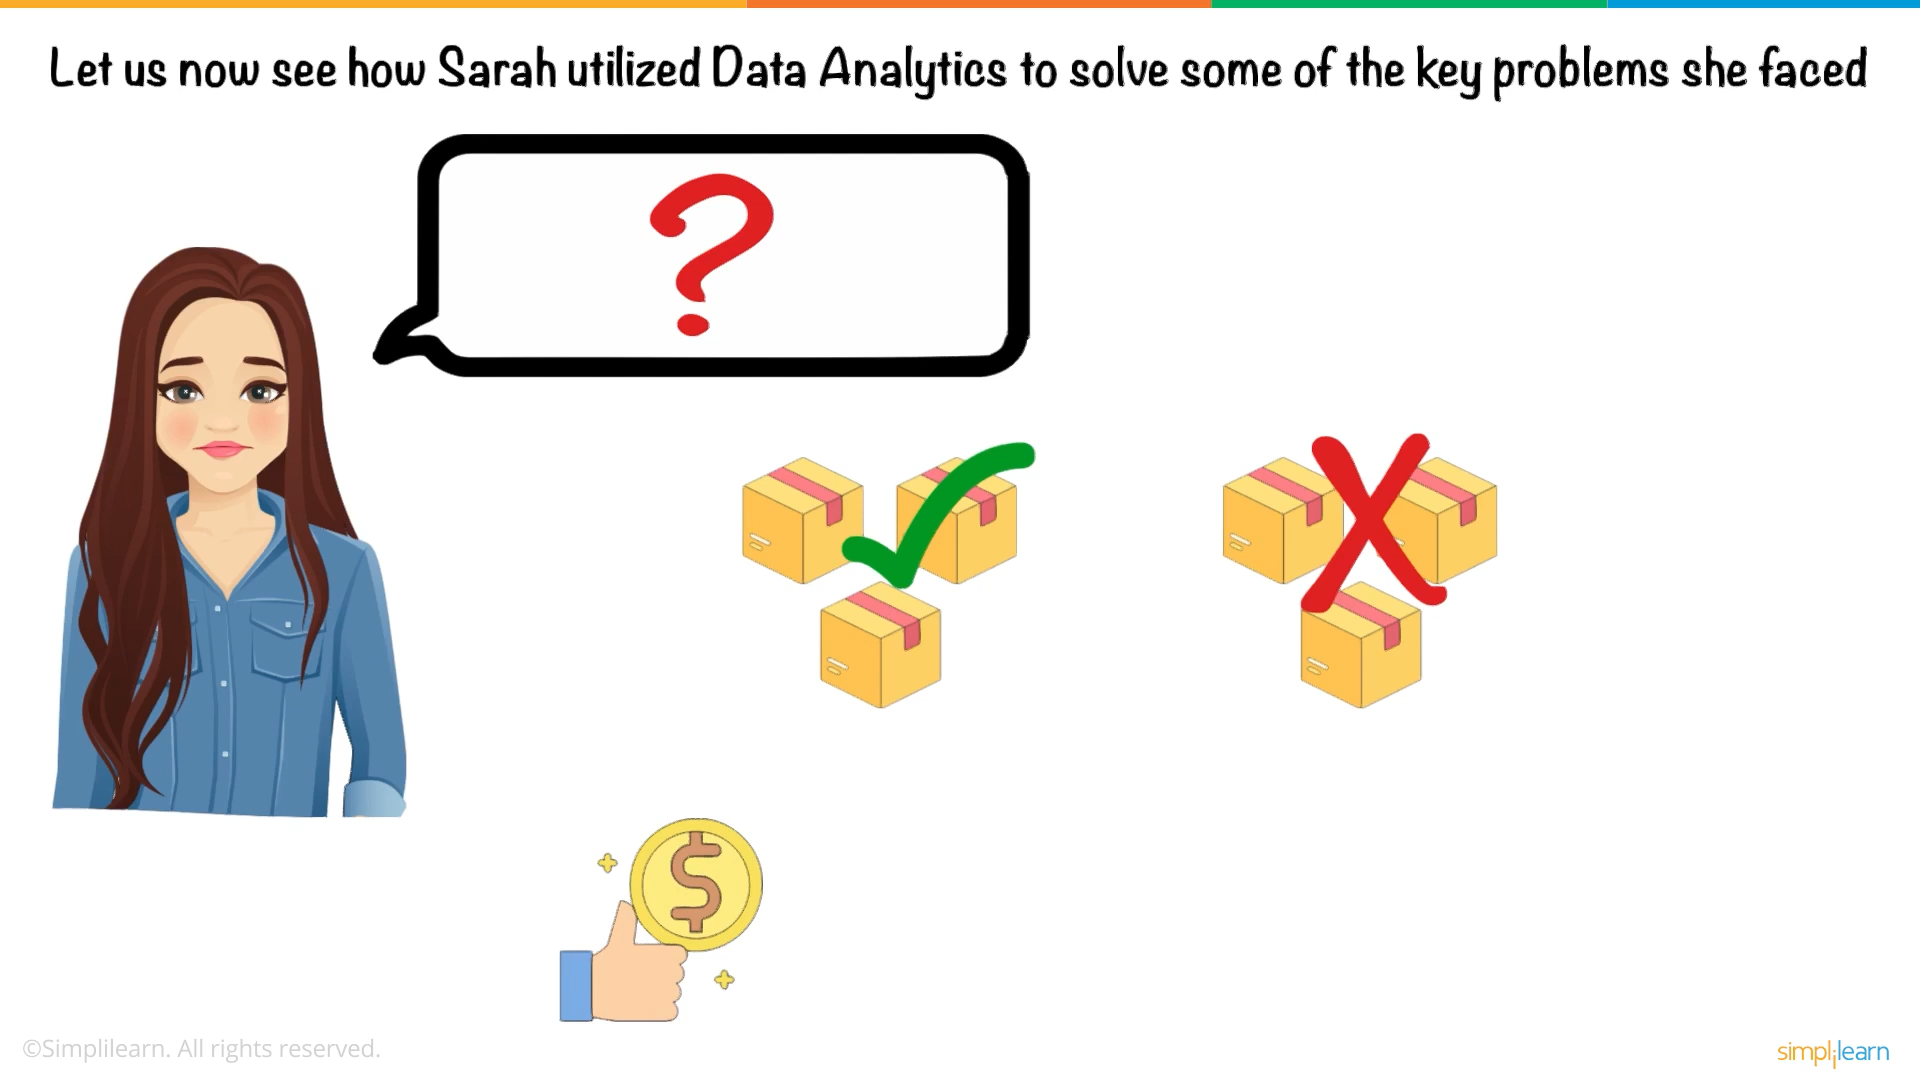 Let us now see how Sarah utilized Data Analytics to solve some of the key problems she faced
?
$
©Simplilearn. All rights reserved.
simplilearn